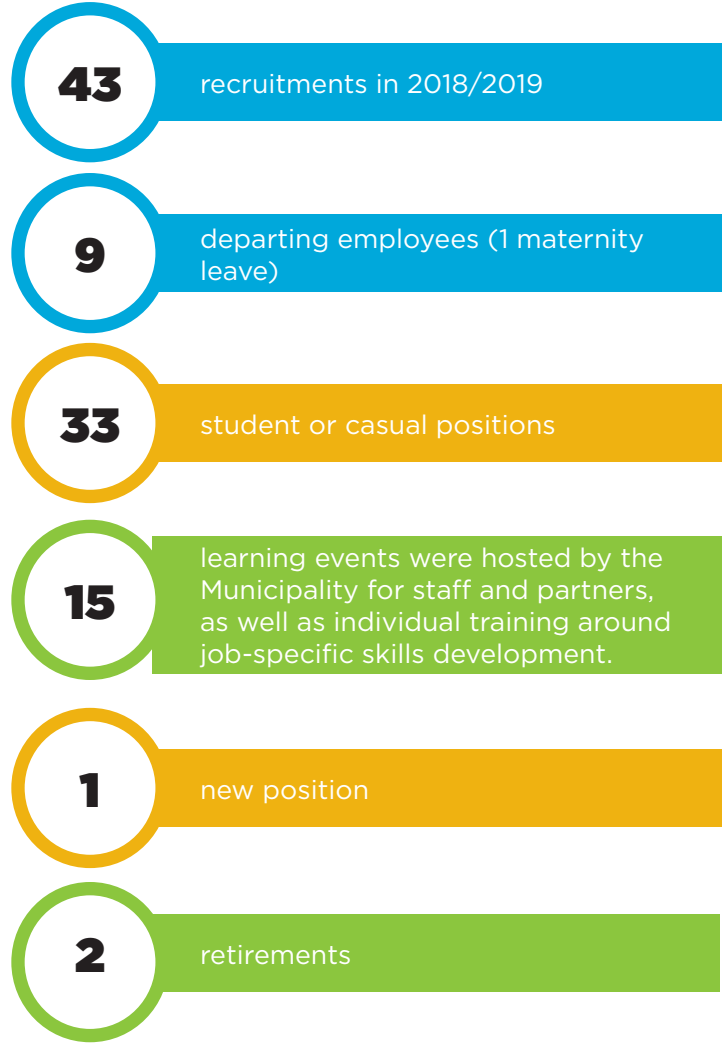 43
recruitments in 2018/2019
9
departing employees (1 maternity
leave)
33
student or casual positions
15
learning events were hosted by the
Municipality for staff and partners,
as well as individual training around
job-specific skills development.
1
new position
2
retirements